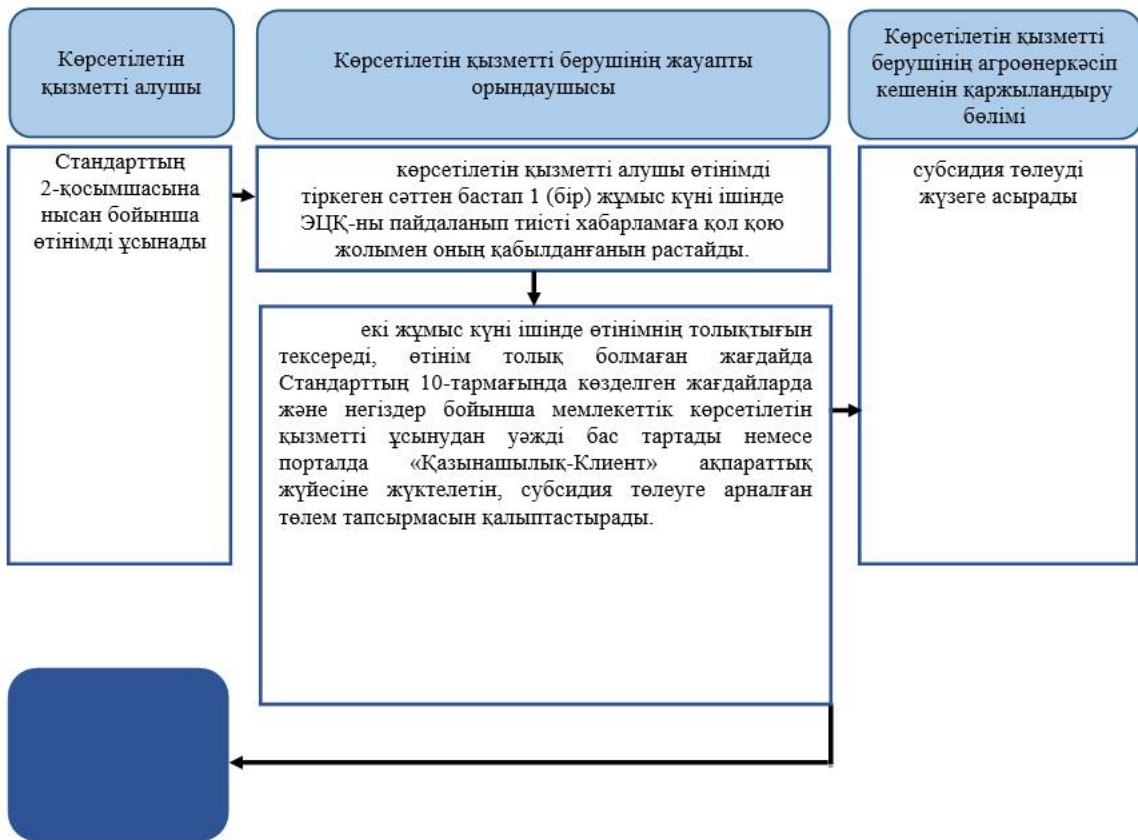 Көрсетілетін
қызметті алушы
Көрсетілетін қызметті берушінің жауапты
орындаушысы
Көрсетілетін қызметті
берушінің агроөнеркәсіп
кешенін қаржыландыру
бөлімі
Стандарттың
2-қосымшасына
нысан бойынша
өтінімді ұсынады
көрсетілетін қызметті алушы өтінімді
тіркеген сәттен бастап 1 (бір) жұмыс күні ішінде
ЭЦҚ-ны пайдаланып тиісті хабарламаға қол қою
жолымен оның қабылданғанын растайды.
субсидия төлеуді
жүзеге асырады
екі жұмыс күні ішінде өтінімнің толықтығын
тексереді, өтінім толық болмаған жағдайда
Стандарттың 10-тармағында көзделген жағдайларда
және негіздер бойынша мемлекеттік көрсетілетін
қызметті ұсынудан уәжді бас тартады немесе
порталда «Қазынашылық-Клиент» ақпараттық
жүйесіне жүктелетін, субсидия төлеуге арналған
төлем тапсырмасын қалыптастырады.